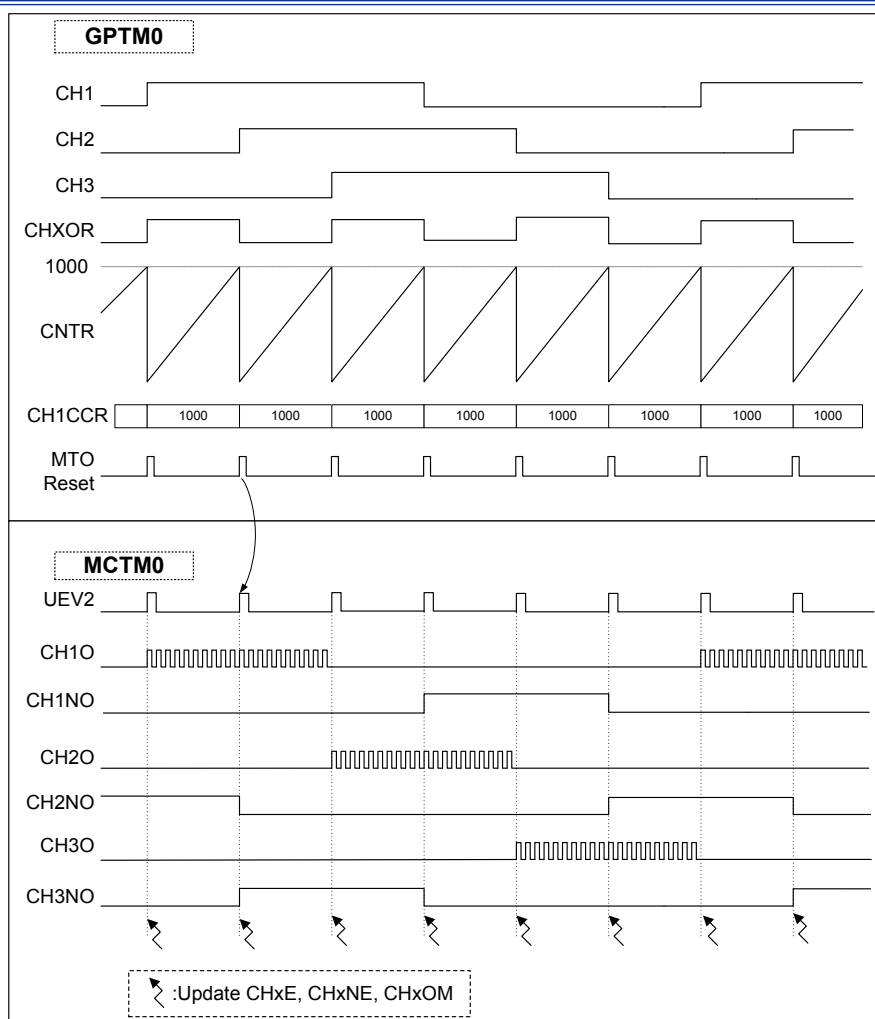 GPTM0
CH1
CH2
CH3
CHXOR
1000
CNTR
CH1CCR 1000 1000 1000 1000 1000 1000 1000 1000
MTO
Reset
MCTM0
UEV2
CH1O
CH1NO
CH2O
CH2NO
CH3O
CH3NO
:Update CHxE, CHxNE, CHxOM